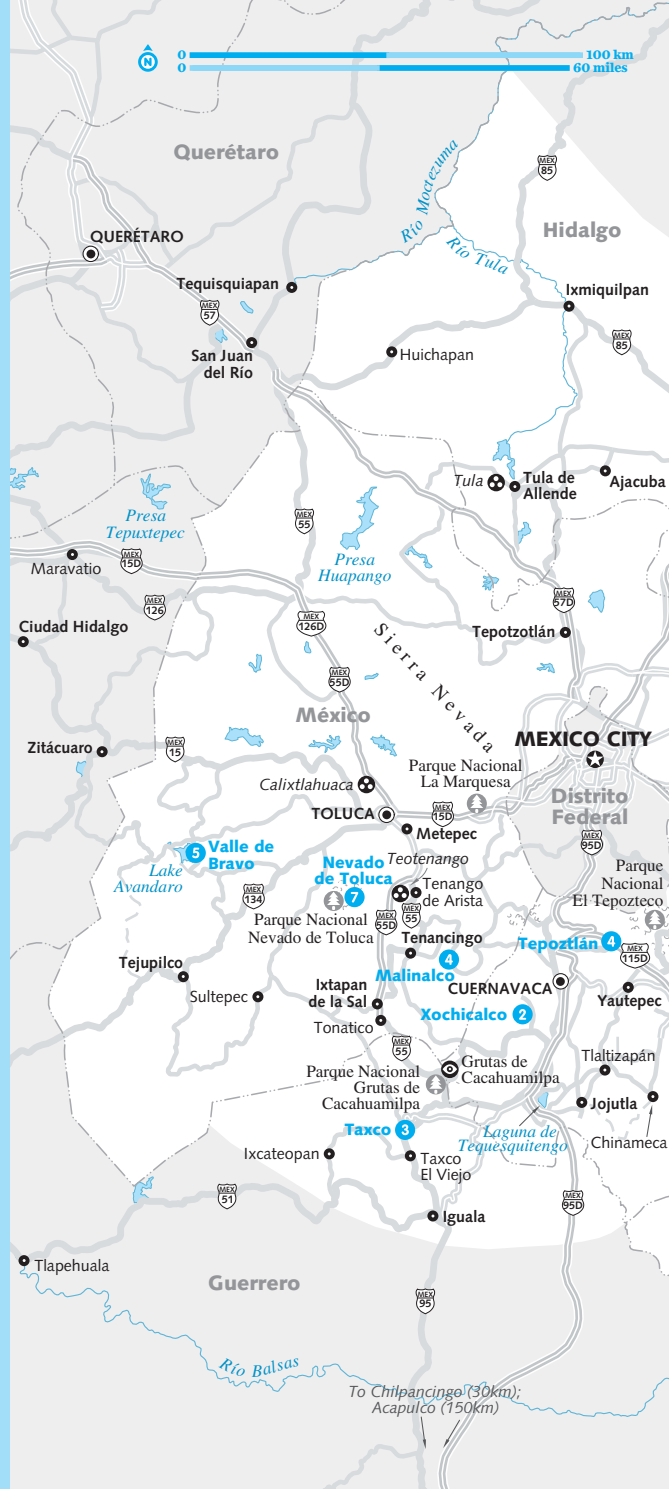 0 100 km
N
0 60 miles
Querétaro
Río Moctezuma
MEX 85
Hidalgo
QUERÉTARO
Río Tula
Tequisquiapan
MEX 57
Ixmiquilpan
San Juan
del Río
Huichapan
MEX 85
Tula
Tula de
Allende
Ajacuba
Presa
Tepuxtepec
MEX 55
Presa
Huapango
Maravatio
MEX 15D
MEX 57D
MEX 126
MEX 126D
Ciudad Hidalgo
Tepotzotlán
Sierra Nevada
MEX 55D
México
Zitácuaro
MEX 15
MEXICO CITY
Parque Nacional
La Marquesa
Calixtlahuaca
Distrito
Federal
TOLUCA
MEX 15D
Metepec
MEX 95D
5 Valle de
Bravo
Lake
Avandaro
Teotenango
Nevado
de Toluca
7
Parque
Nacional
El Tepozteco
MEX 134
Tenango
de Arista
Parque Nacional
Nevado de Toluca
MEX 55D
MEX 55
Tenancingo
Tepoztlán 4
MEX 115D
4
Malinalco
Tejupilco
CUERNAVACA
Sultepec
Ixtapan
de la Sal
Yautepec
Xochicalco 2
Tonatico
MEX 55
Tlaltizapán
Grutas de
Cacahuamilpa
Parque Nacional
Grutas de
Cacahuamilpa
Jojutla
Taxco 3
Laguna de
Tequesquitengo
Chinameca
Ixcateopan
Taxco
El Viejo
MEX 51
MEX 95D
Iguala
Tlapehuala
Guerrero
MEX 95
Río Balsas
To Chilpancingo (30km);
Acapulco (150km)